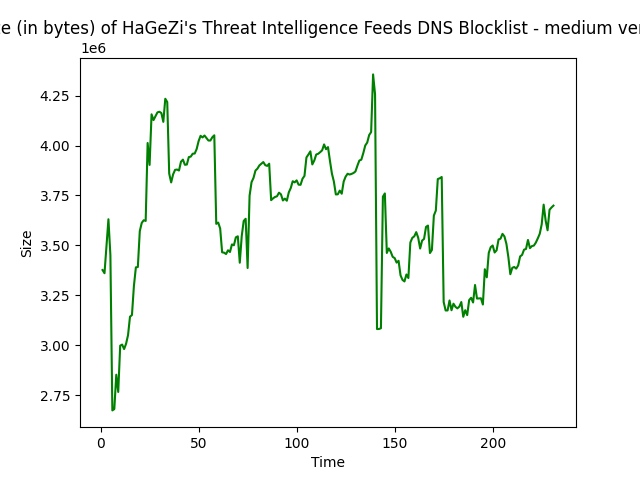 (in bytes) of HaGeZi's Threat Intelligence Feeds DNS Blocklist - medium
1e6
4.25
4.00
3.75
3.50
3.25
3.00
2.75
Size
0 50 100 150 200
Time